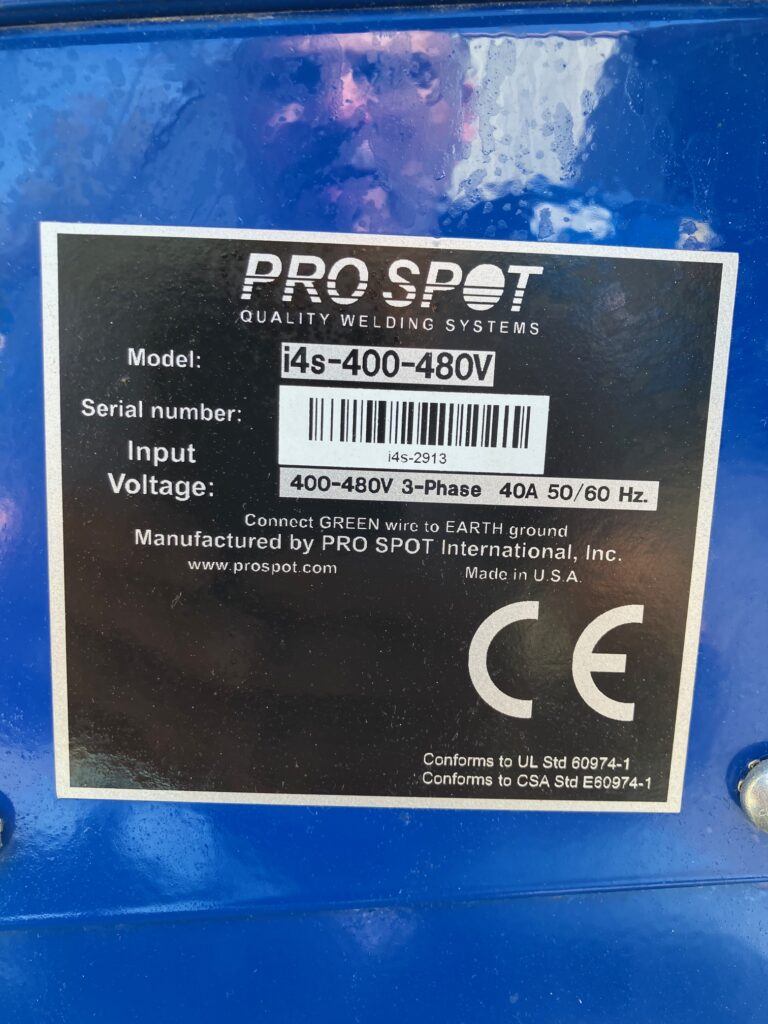 PRO SPOT
QUALITY WELDING SYSTEMS
Model: i4s-400-480V
Serial number:
i4s-2913
Input
Voltage: 400-480V 3-Phase 40A 50/60 Hz.
Connect GREEN wire to EARTH ground
Manufactured by PRO SPOT International, Inc.
www.prospot.com Made in U.S.A.
CE
Conforms to UL Std 60974-1
Conforms to CSA Std E60974-1